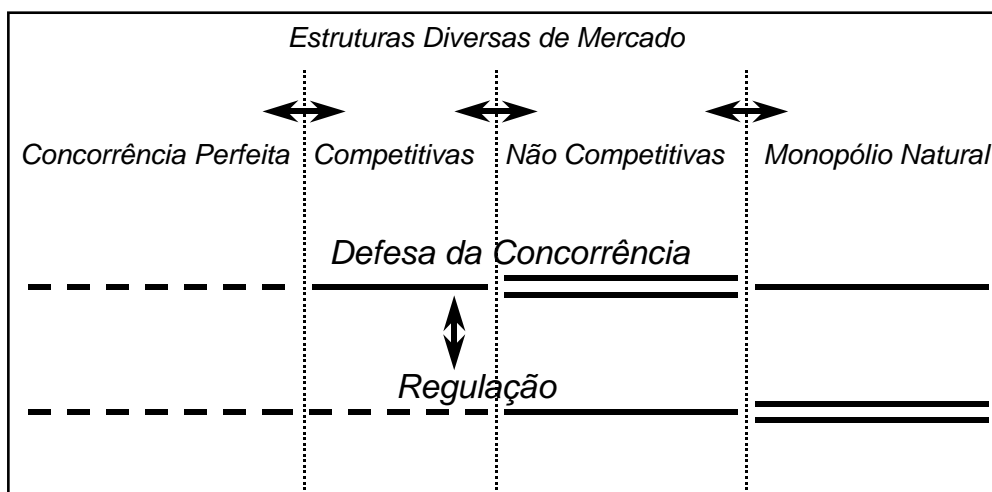 Estruturas Diversas de Mercado
Concorrência Perfeita Competitivas Não Competitivas Monopólio Natural
Defesa da Concorrência
Regulação